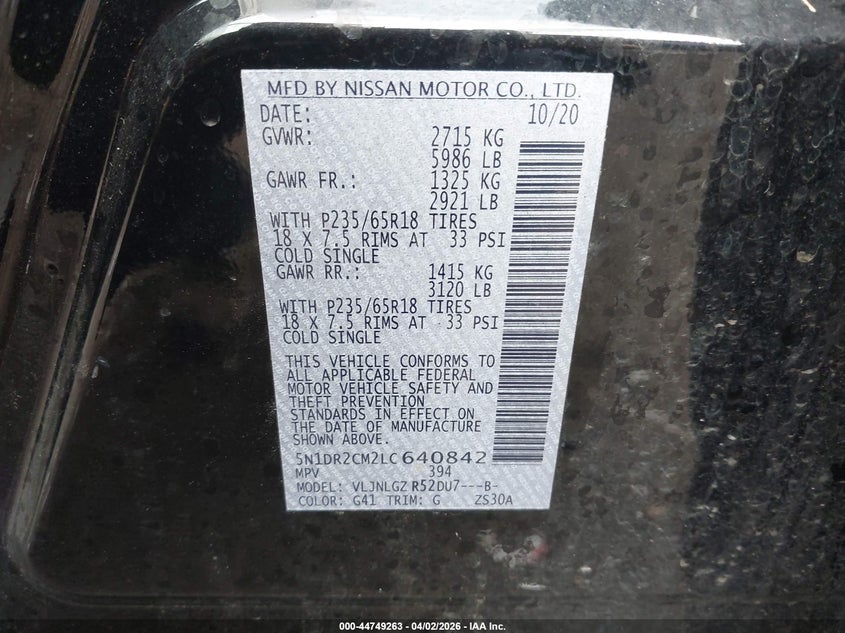 MFD BY NISSAN MOTOR CO., LTD.
DATE: 10/20
GVWR: 2715 KG
5986 LB
GAWR FR.: 1325 KG
2921 LB
WITH P235/65R18 TIRES
18 X 7.5 RIMS AT 33 PSI
COLD SINGLE
GAWR RR.: 1415 KG
3120 LB
WITH P235/65R18 TIRES
18 X 7.5 RIMS AT 33 PSI
COLD SINGLE
THIS VEHICLE CONFORMS TO
ALL APPLICABLE FEDERAL
MOTOR VEHICLE SAFETY AND
THEFT PREVENTION
STANDARDS IN EFFECT ON
THE DATE OF MANUFACTURE
SHOWN ABOVE.
5N1DR2CM2LC640842
MPV 394
MODEL: VLJNLGZ R52DU7---B-
COLOR: G41 TRIM: G ZS30A
000-44749263 - 04/02/2026 - IAA Inc.